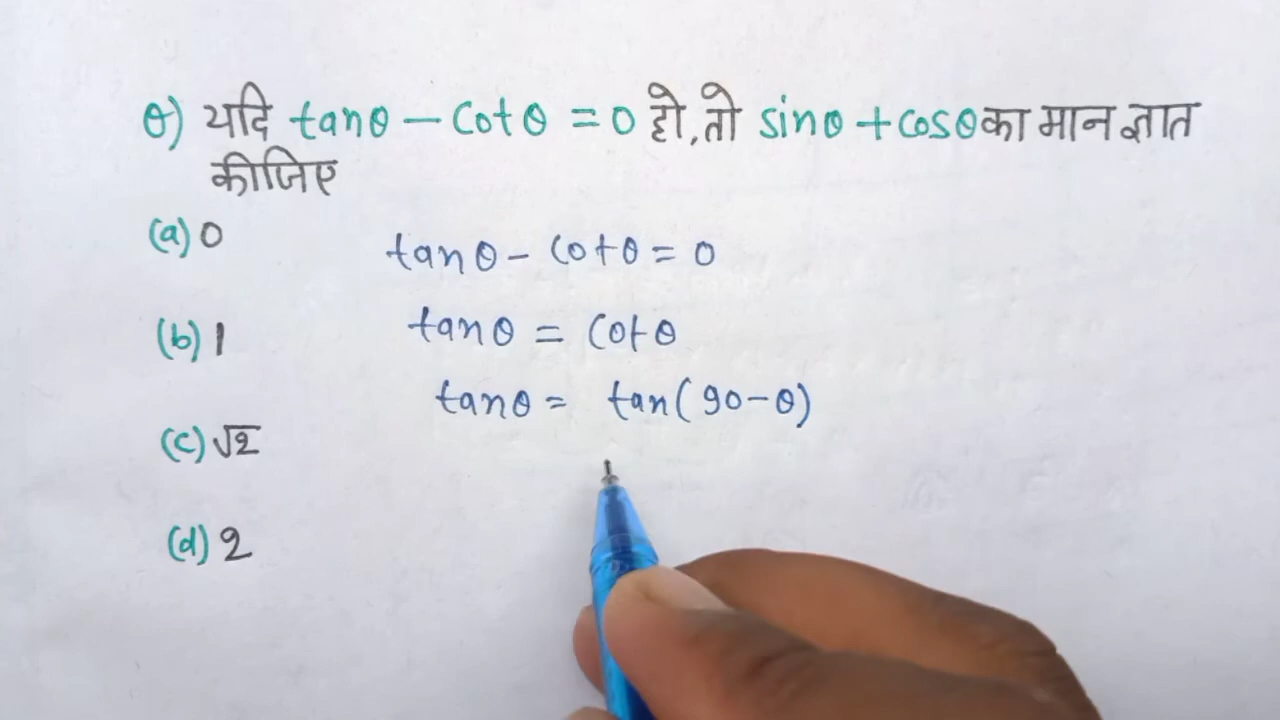 θ) यदि tanθ - cotθ = 0 हो, तो sinθ + cosθ का मान ज्ञात
कीजिए
(a) 0
tanθ - cotθ = 0
(b) 1
tanθ = cotθ
tanθ = tan(90-θ)
(c) √2
(d) 2